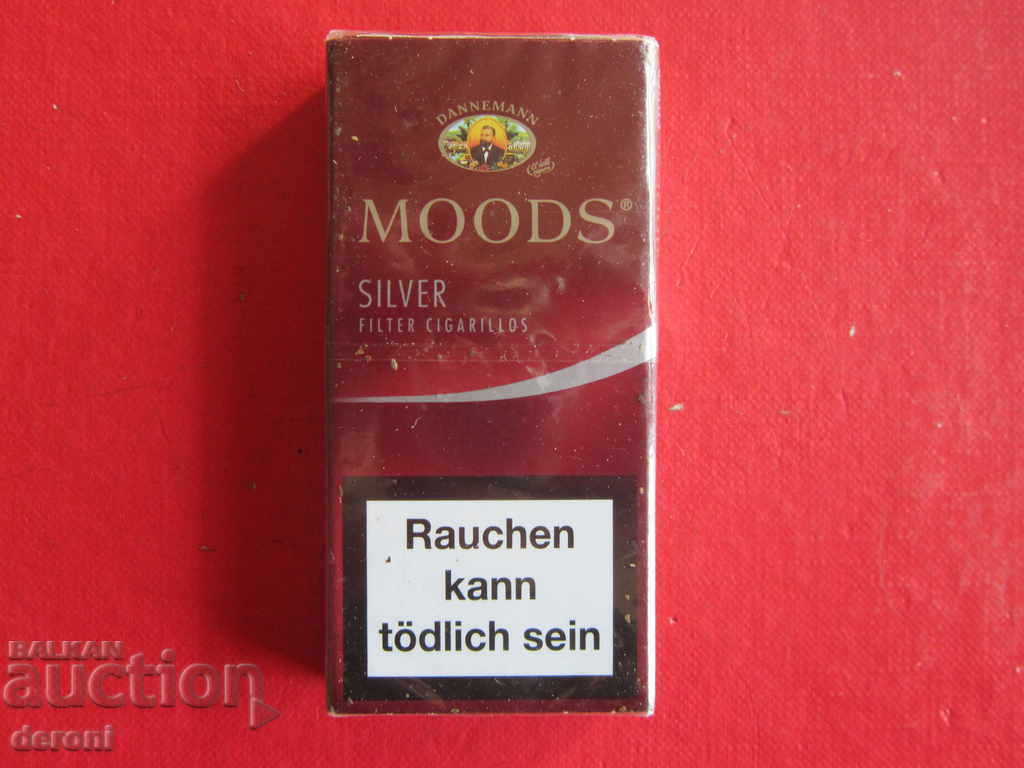 DANNEMANN
MOODS®
SILVER
FILTER CIGARILLOS
Rauchen
kann
tödlich sein
BALKAN
auction
deroni